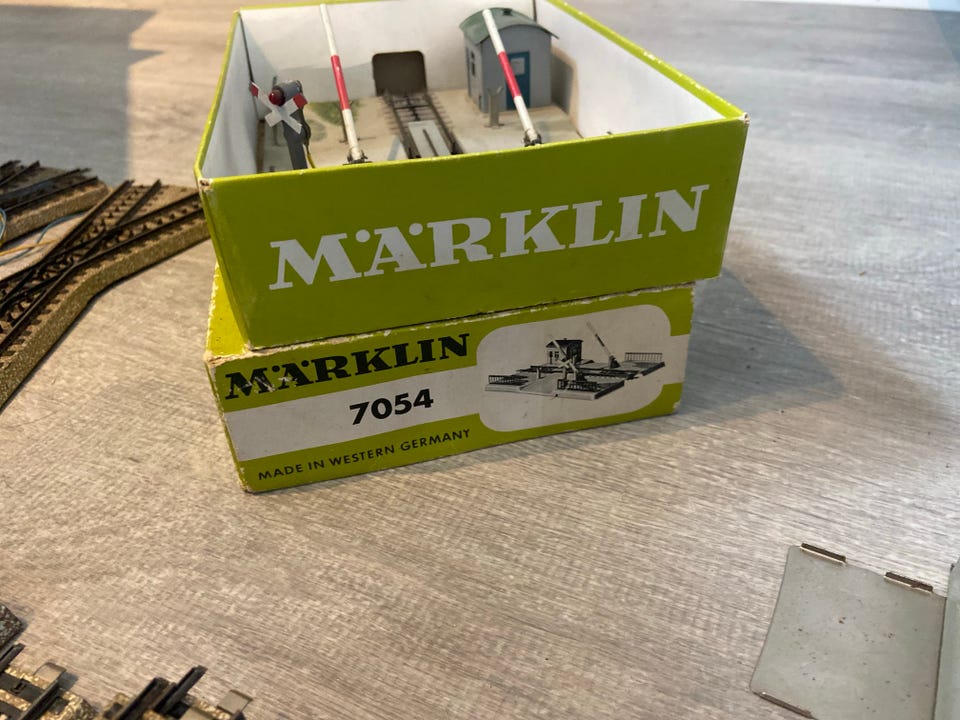 MÄRKLIN
MÄRKLIN
7054
MADE IN WESTERN GERMANY